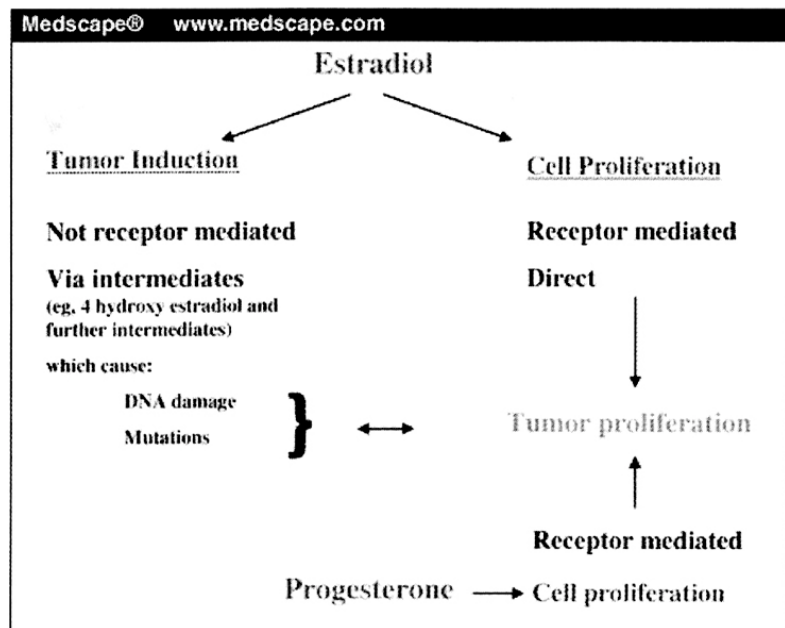 Medscape® www.medscape.com
Estradiol
Tumor Induction
Not receptor mediated
Via intermediates
(eg. 4 hydroxy estradiol and
further intermediates)
which cause:
DNA damage
Mutations
Cell Proliferation
Receptor mediated
Direct
Tumor proliferation
Receptor mediated
Progesterone
Cell proliferation